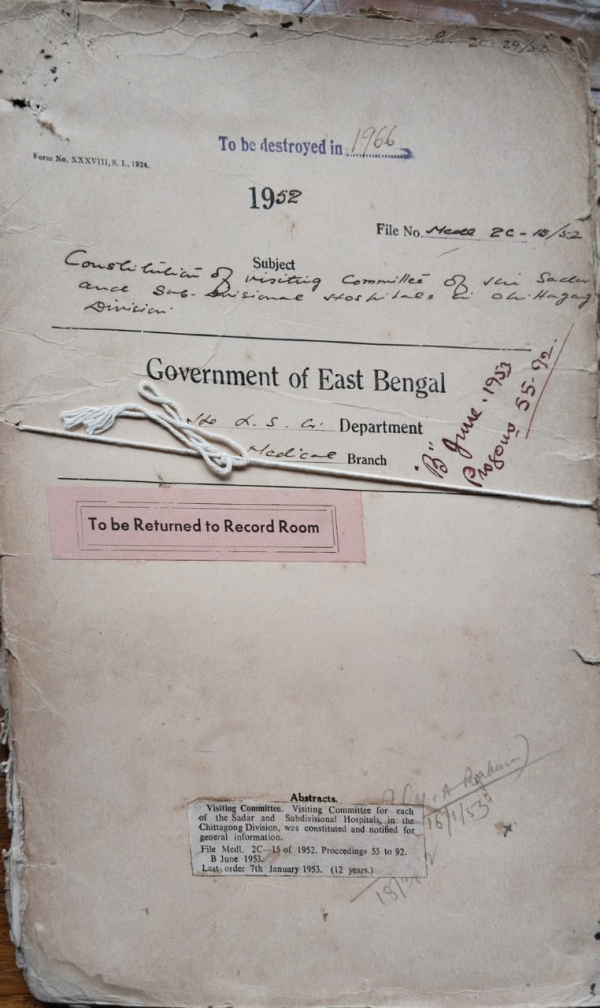 To be destroyed in 1966
Form No. XXXVIII, S. I., 1924.
1952
File No. Medl 2C-15/52
Subject
Constitution of visiting Committee of the Sadar
and Sub-Divisional Hospitals in Chittagong
Division.
Government of East Bengal
H & L. S. G. Department
Medical Branch
"B" June. 1953
Progs 55-92.
To be Returned to Record Room
Abstracts.
Visiting Committee. Visiting Committee for each
of the Sadar and Subdivisional Hospitals, in the
Chittagong Division, was constituted and notified for
general information.
File Medl. 2C—15 of 1952. Proceedings 55 to 92.
B June 1953.
Last order 7th January 1953. (12 years.)
A Rahman
16/1/53